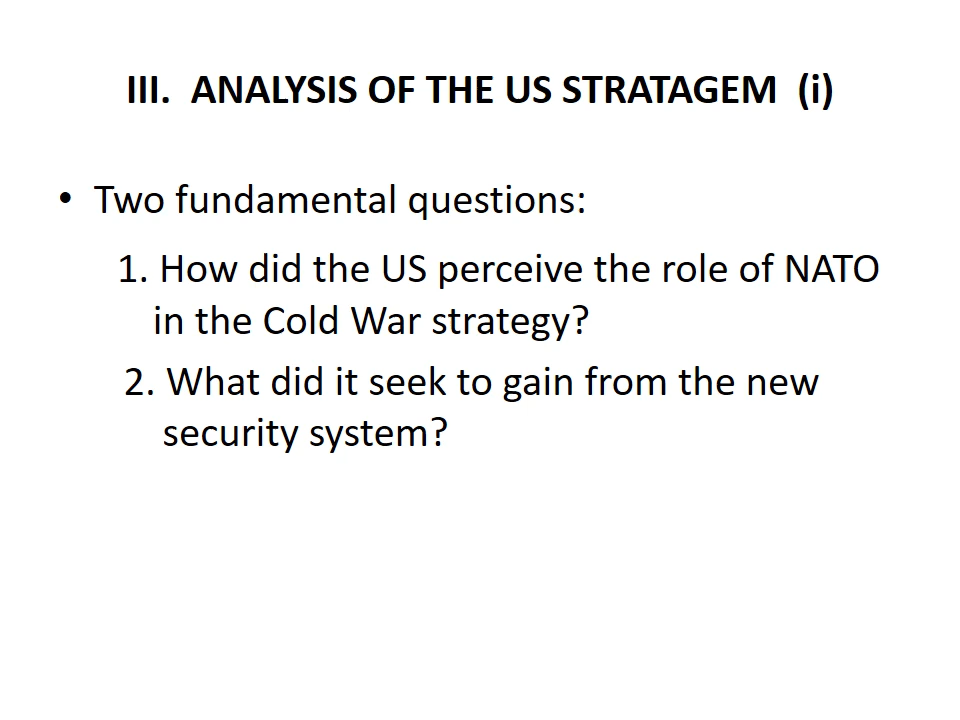 III. ANALYSIS OF THE US STRATAGEM (i)
• Two fundamental questions:
1. How did the US perceive the role of NATO
in the Cold War strategy?
2. What did it seek to gain from the new
security system?